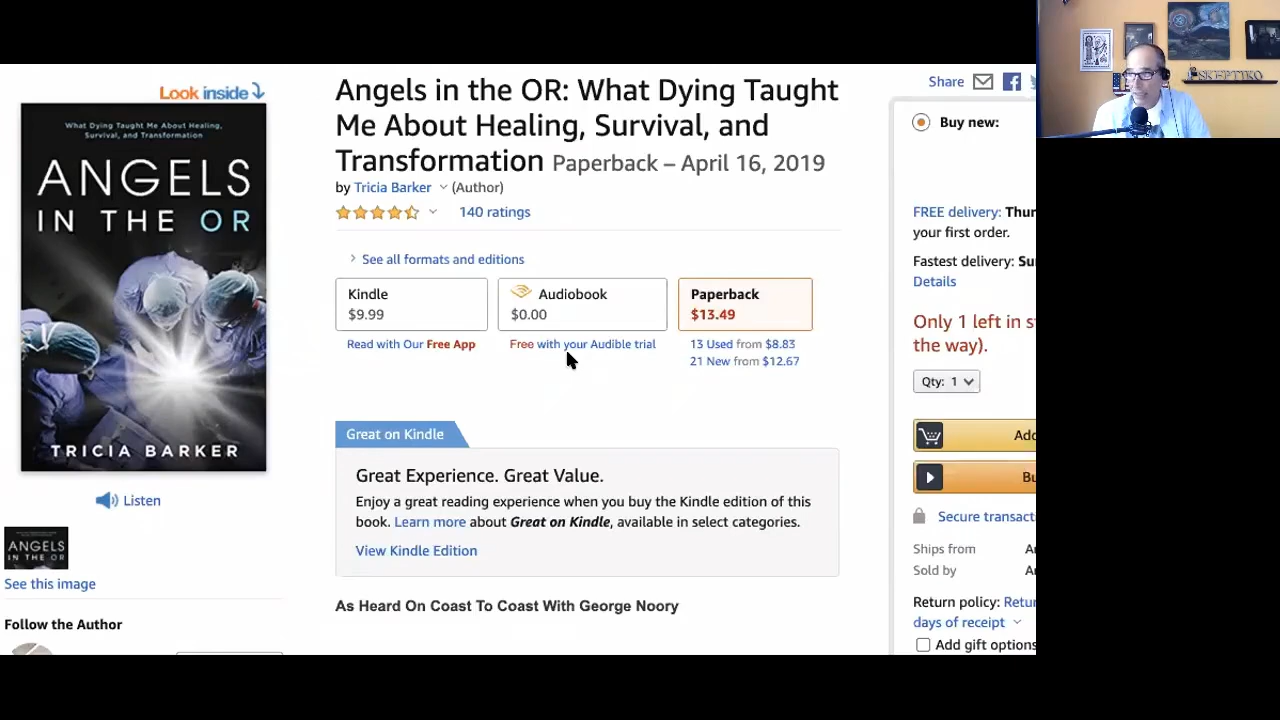 Look inside
What Dying Taught Me About Healing,
Survival, and Transformation
ANGELS
IN THE OR
TRICIA BARKER
Listen
ANGELS
IN THE OR
See this image
Follow the Author
Angels in the OR: What Dying Taught
Me About Healing, Survival, and
Transformation Paperback – April 16, 2019
by Tricia Barker (Author)
140 ratings
See all formats and editions
Kindle
$9.99
Read with Our Free App
Audiobook
$0.00
Free with your Audible trial
Paperback
$13.49
13 Used from $8.83
21 New from $12.67
Great on Kindle
Great Experience. Great Value.
Enjoy a great reading experience when you buy the Kindle edition of this
book. Learn more about Great on Kindle, available in select categories.
View Kindle Edition
As Heard On Coast To Coast With George Noory
Share
Buy new:
FREE delivery: Thur
your first order.
Fastest delivery: Su
Details
Only 1 left in s
the way).
Qty: 1
Add
Bu
Secure transact
Ships from
Sold by
Return policy: Retu
days of receipt
Add gift options
SKEPTIKO